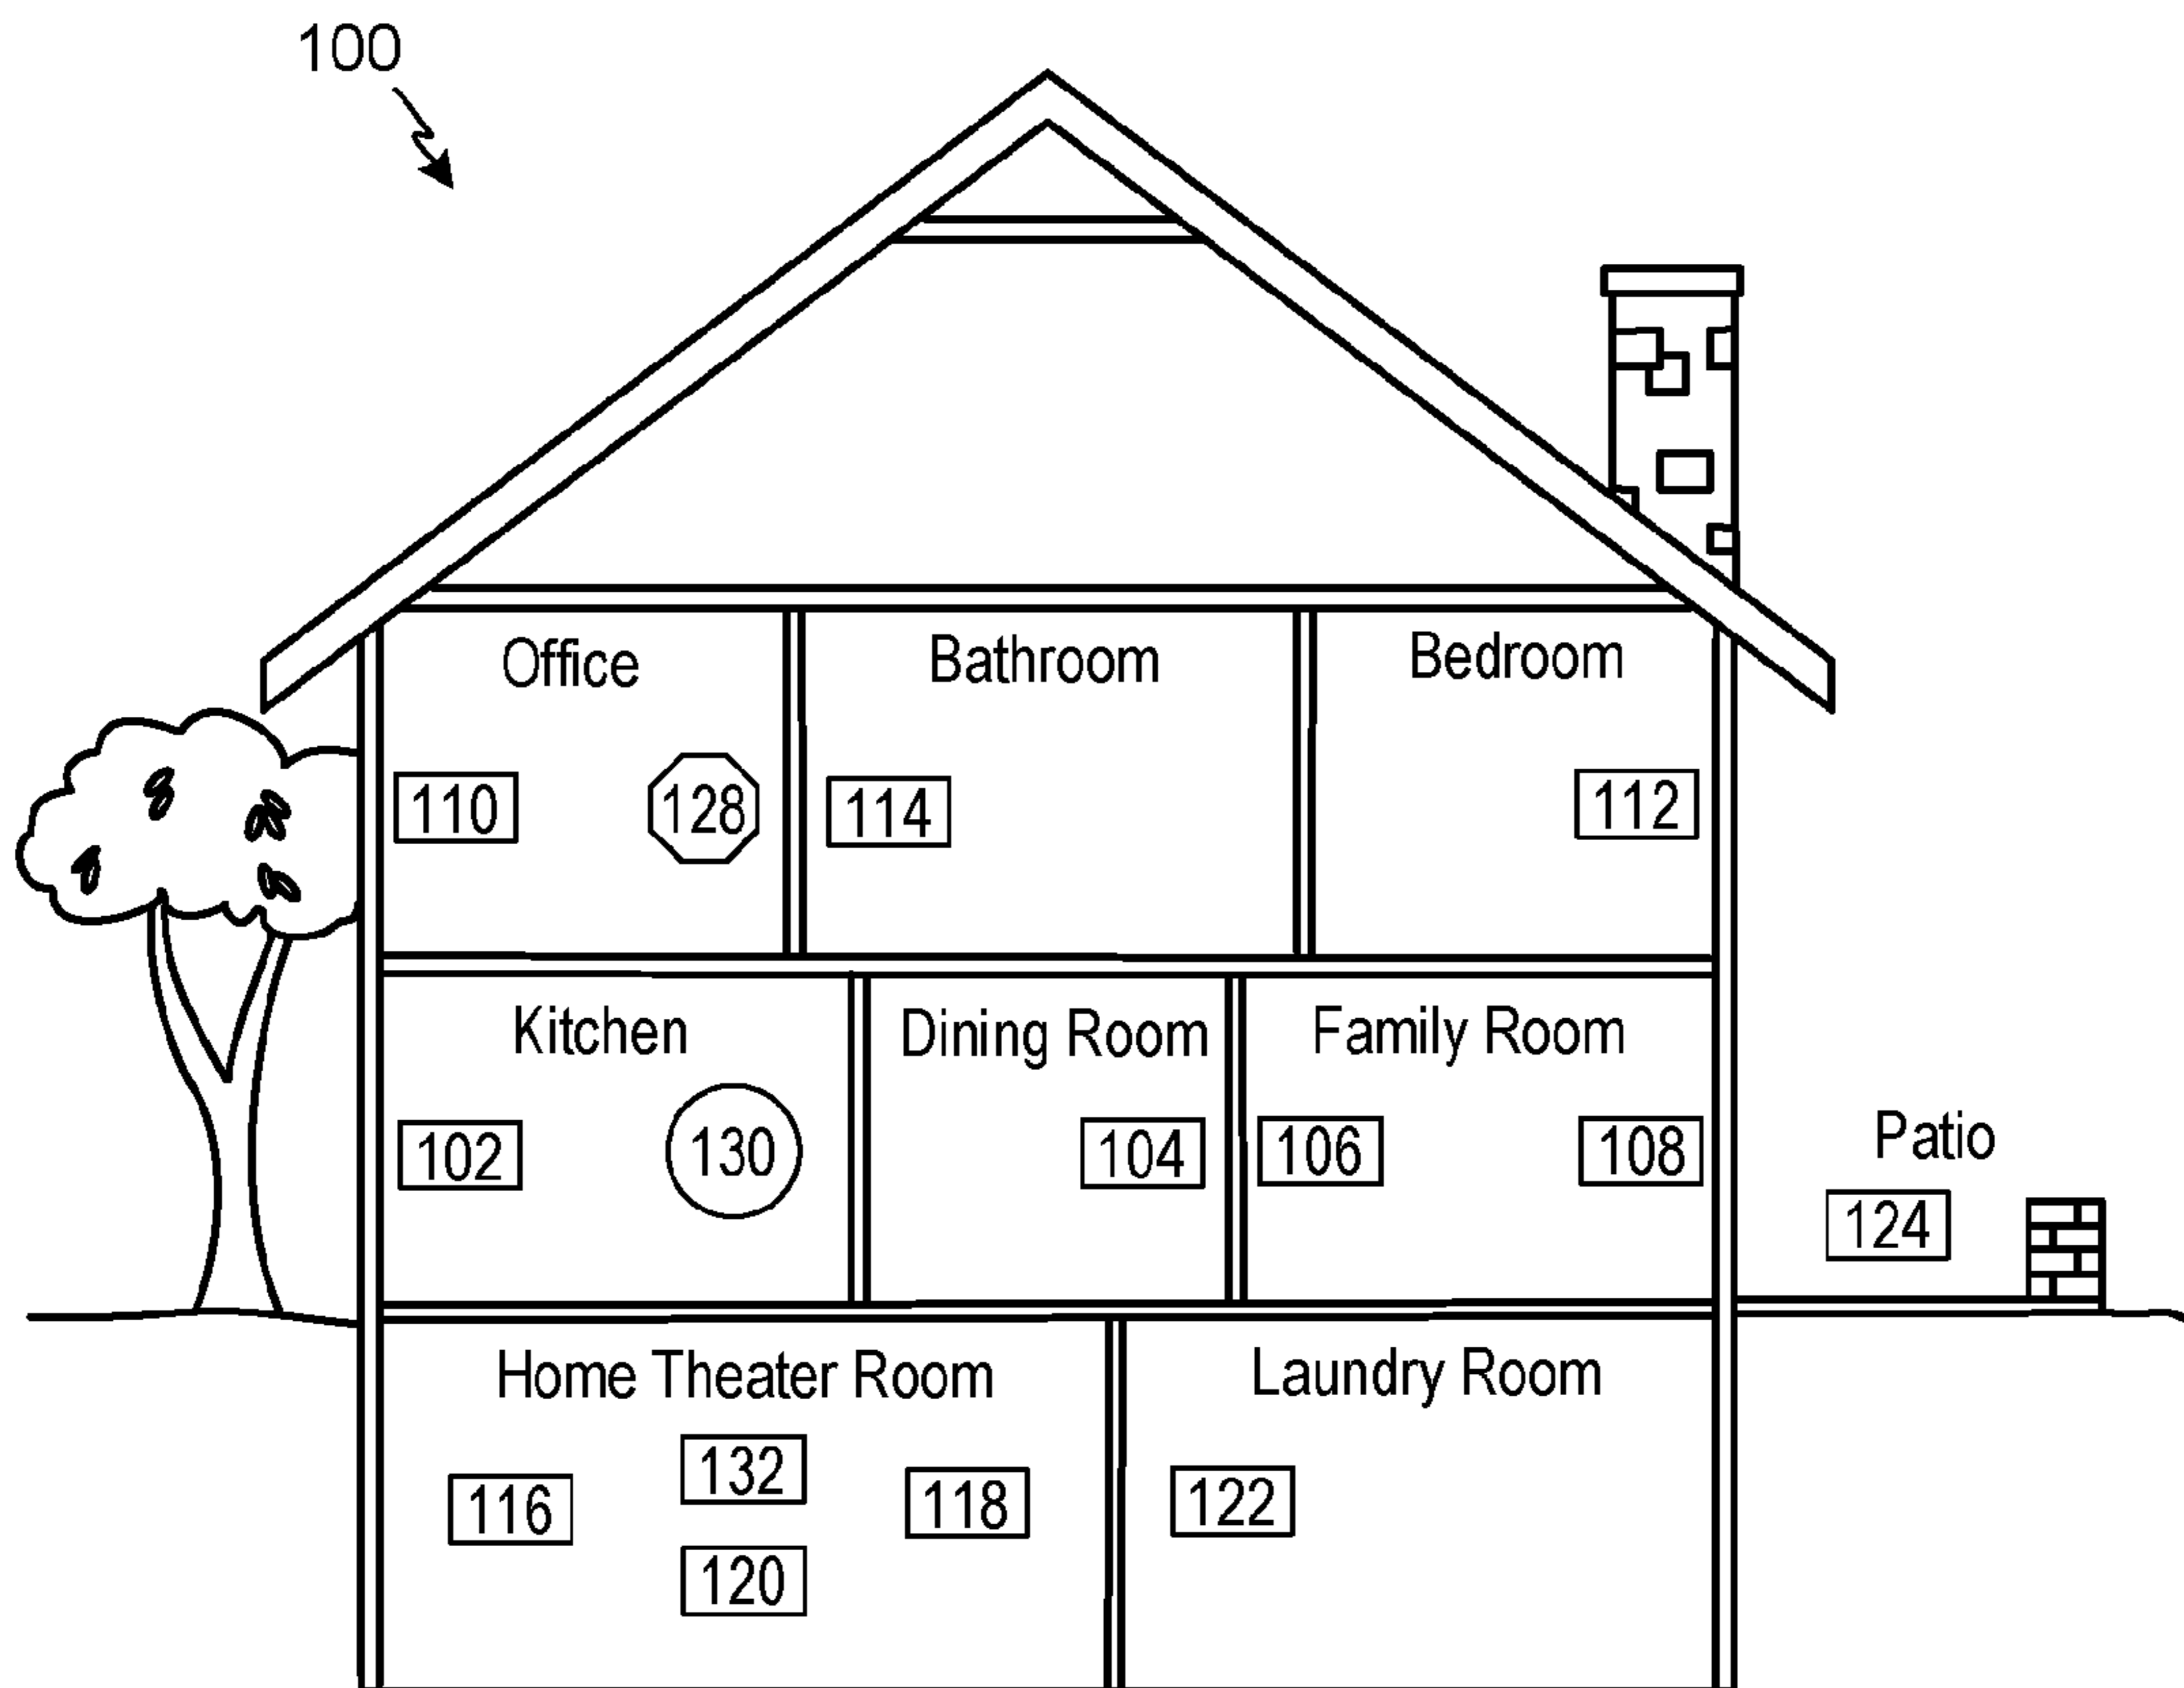 100
Office
Bathroom
Bedroom
110
128
114
112
Kitchen
Dining Room
Family Room
102
130
104
106
108
Patio
124
Home Theater Room
Laundry Room
116
132
118
122
120